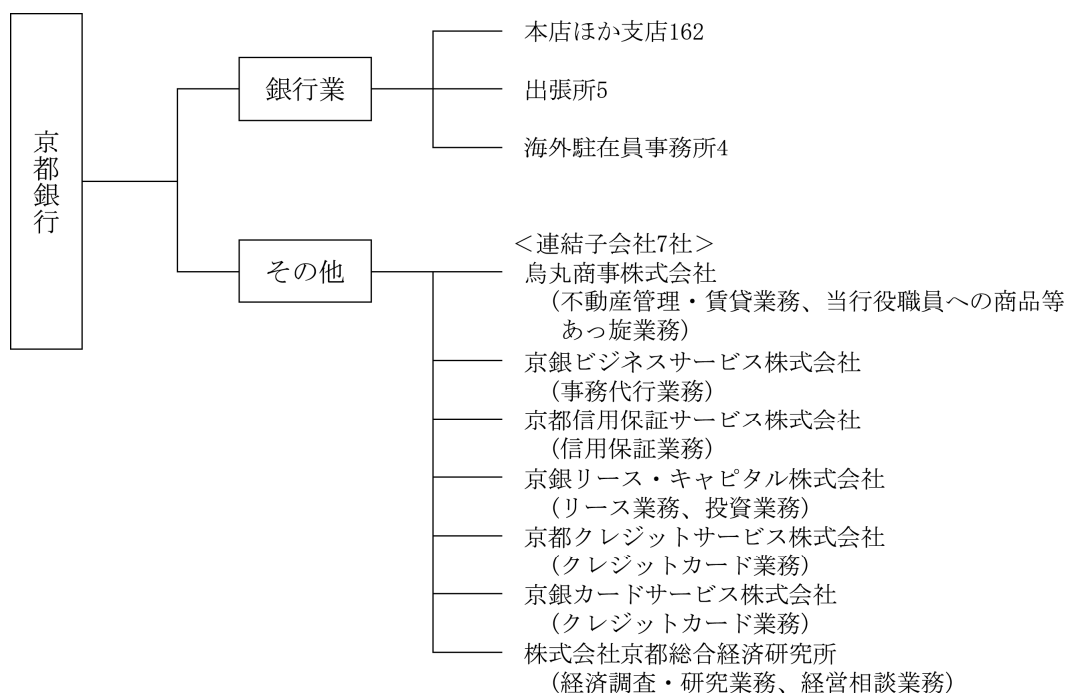 京都銀行
銀行業
本店ほか支店162
出張所5
海外駐在員事務所4
その他
＜連結子会社7社＞
烏丸商事株式会社
（不動産管理・賃貸業務、当行役職員への商品等
あっ旋業務）
京銀ビジネスサービス株式会社
（事務代行業務）
京都信用保証サービス株式会社
（信用保証業務）
京銀リース・キャピタル株式会社
（リース業務、投資業務）
京都クレジットサービス株式会社
（クレジットカード業務）
京銀カードサービス株式会社
（クレジットカード業務）
株式会社京都総合経済研究所
（経済調査・研究業務、経営相談業務）